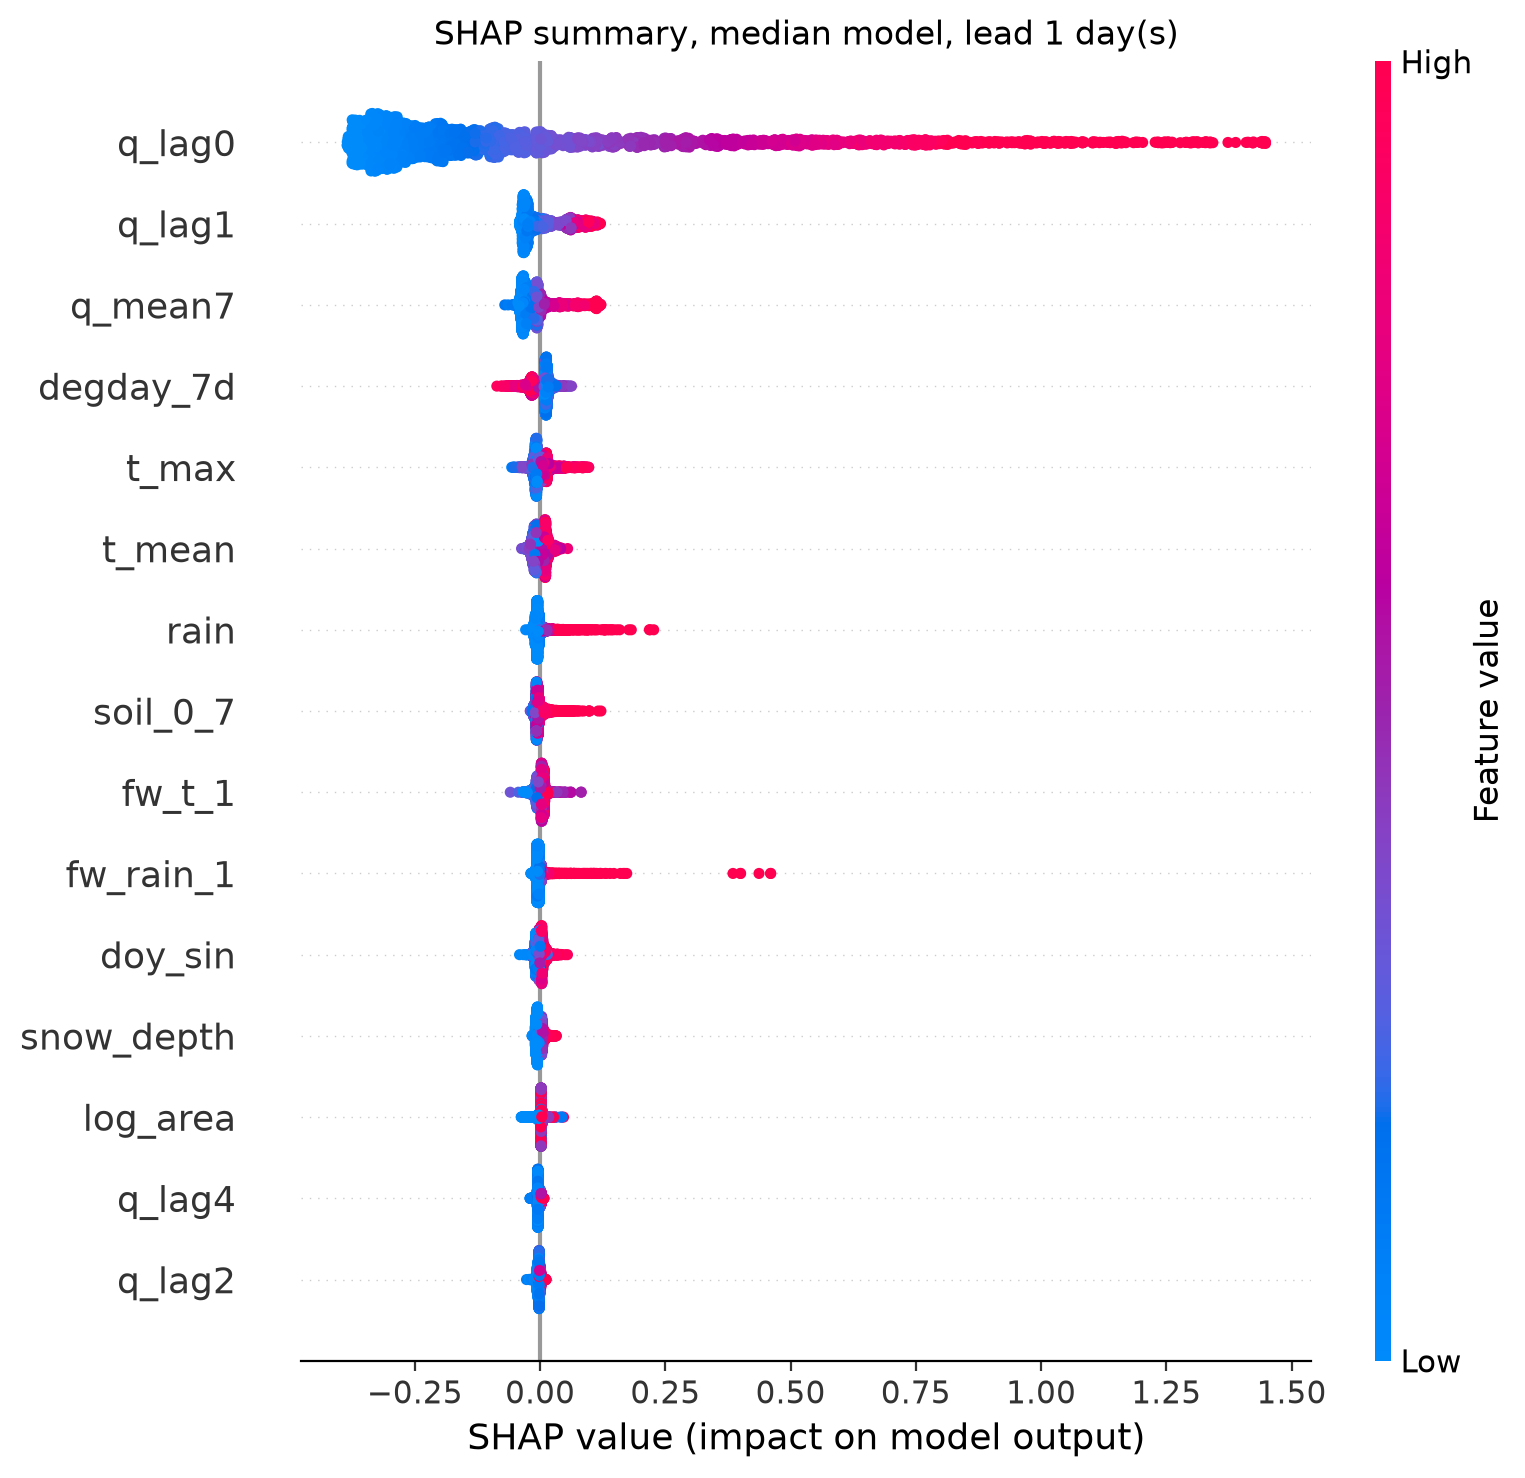 SHAP summary, median model, lead 1 day(s)
High
q_lag0
q_lag1
q_mean7
degday_7d
t_max
t_mean
rain
soil_0_7
fw_t_1
fw_rain_1
doy_sin
snow_depth
log_area
q_lag4
q_lag2
Feature value
Low
−0.25 0.00 0.25 0.50 0.75 1.00 1.25 1.50
SHAP value (impact on model output)